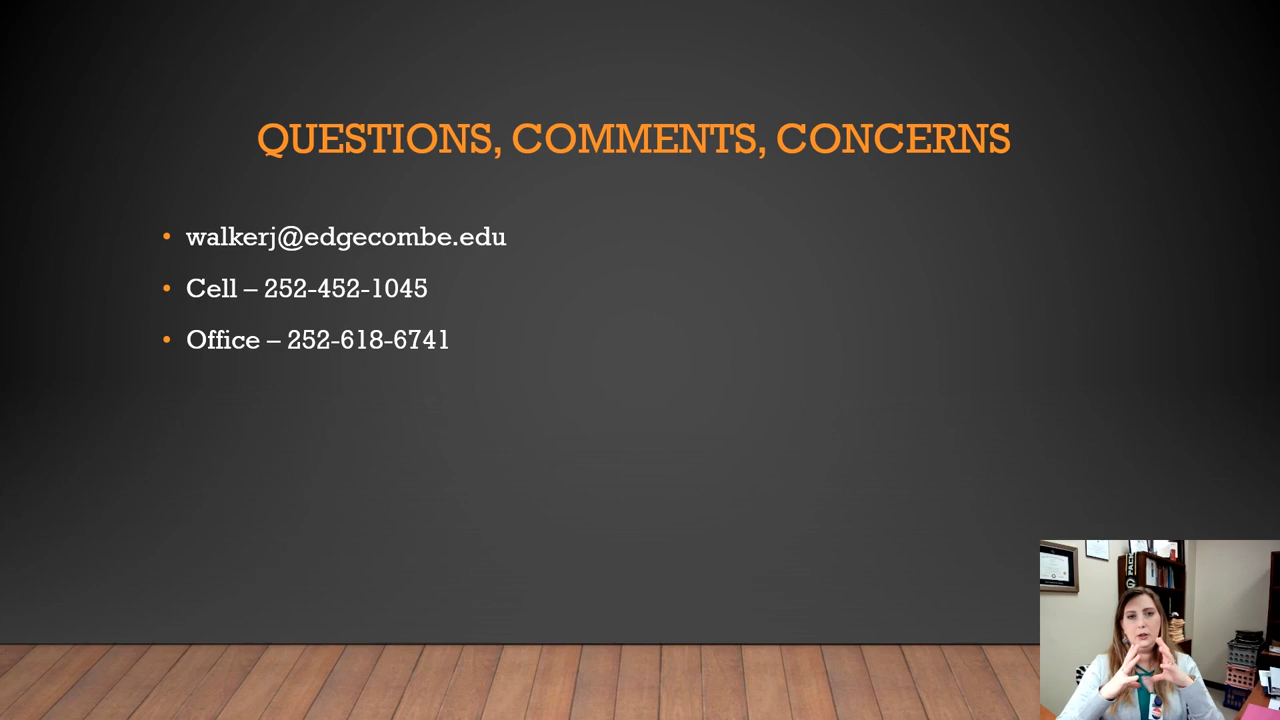 QUESTIONS, COMMENTS, CONCERNS
• walkerj@edgecombe.edu
• Cell – 252-452-1045
• Office – 252-618-6741